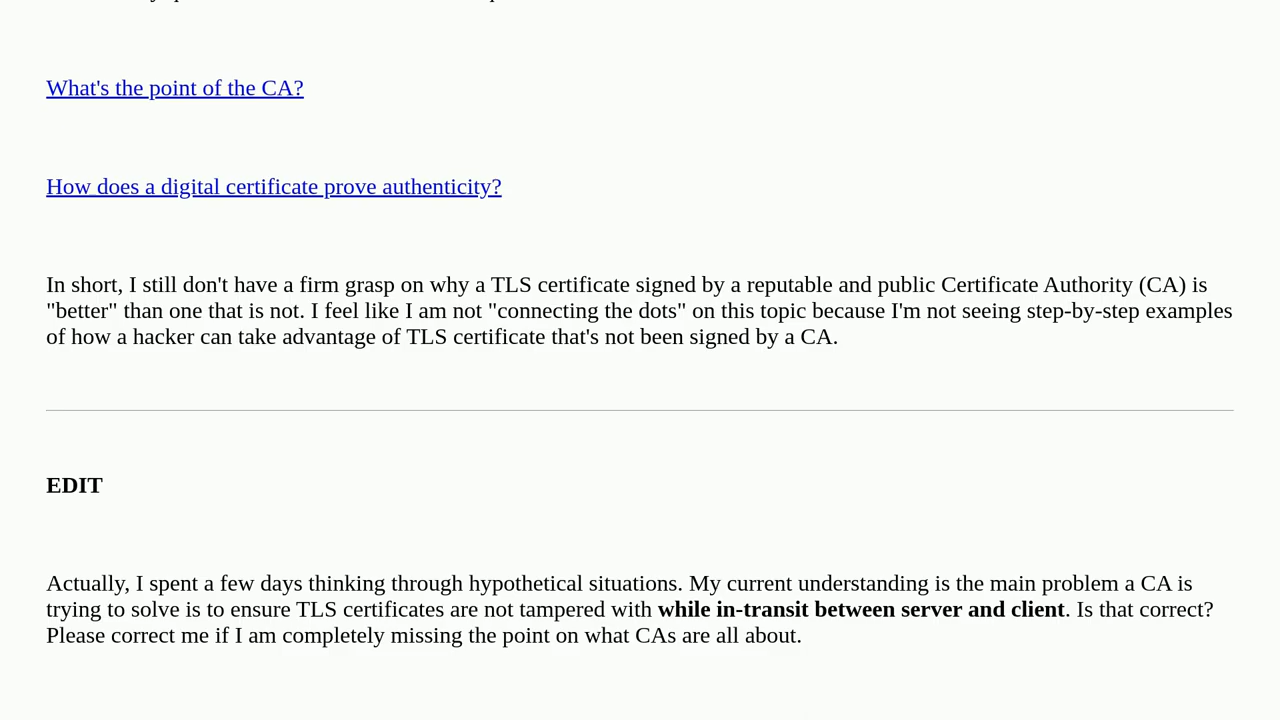 What's the point of the CA?
How does a digital certificate prove authenticity?
In short, I still don't have a firm grasp on why a TLS certificate signed by a reputable and public Certificate Authority (CA) is
"better" than one that is not. I feel like I am not "connecting the dots" on this topic because I'm not seeing step-by-step examples
of how a hacker can take advantage of TLS certificate that's not been signed by a CA.
EDIT
Actually, I spent a few days thinking through hypothetical situations. My current understanding is the main problem a CA is
trying to solve is to ensure TLS certificates are not tampered with while in-transit between server and client. Is that correct?
Please correct me if I am completely missing the point on what CAs are all about.